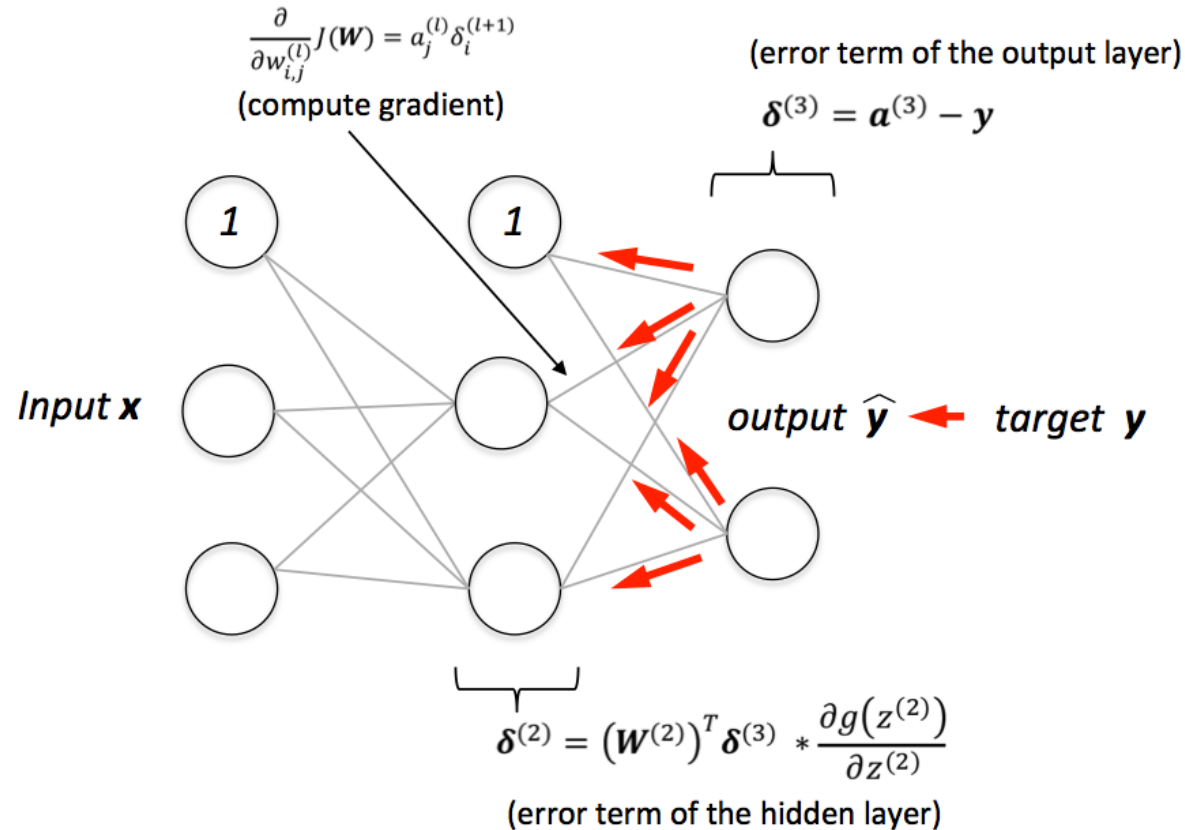 ∂/∂w_{i,j}^{(l)} J(W) = a_j^{(l)} δ_i^{(l+1)}
(compute gradient)
(error term of the output layer)
δ^{(3)} = a^{(3)} − y
1
1
Input x
output ŷ
target y
δ^{(2)} = (W^{(2)})^T δ^{(3)} * ∂g(z^{(2)})/∂z^{(2)}
(error term of the hidden layer)